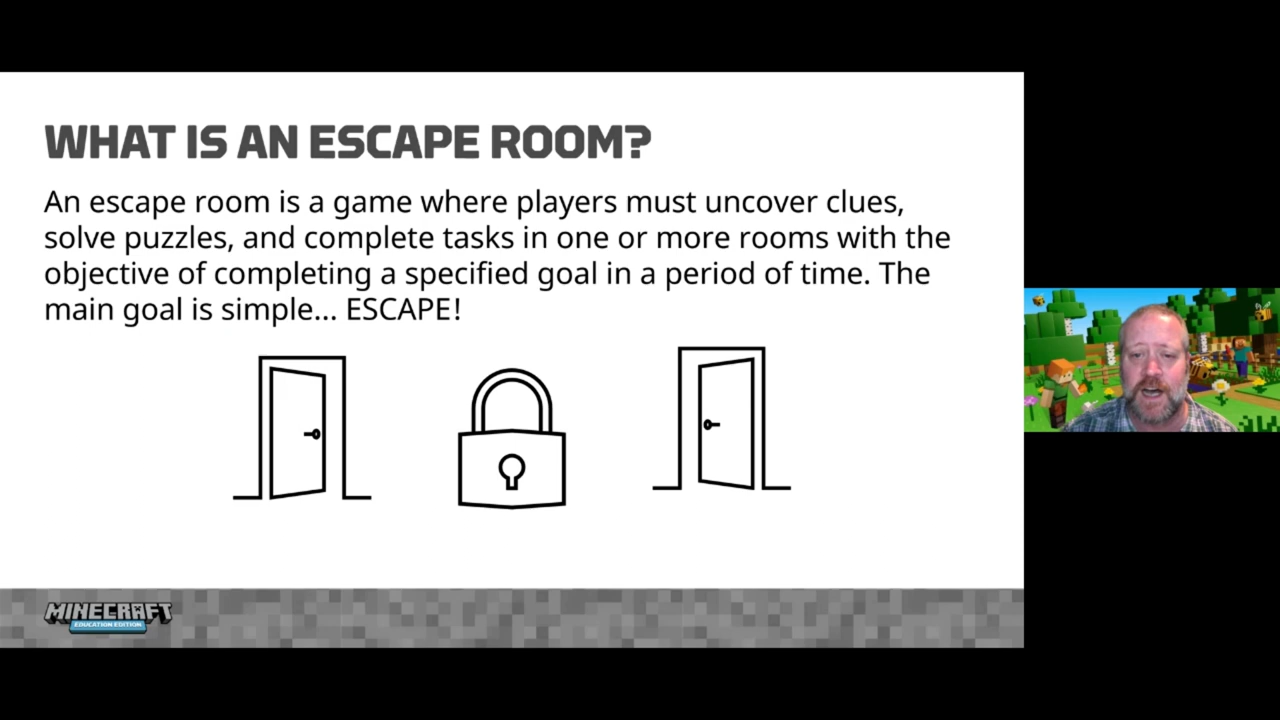 WHAT IS AN ESCAPE ROOM?
An escape room is a game where players must uncover clues,
solve puzzles, and complete tasks in one or more rooms with the
objective of completing a specified goal in a period of time. The
main goal is simple... ESCAPE!
MINECRAFT
EDUCATION EDITION